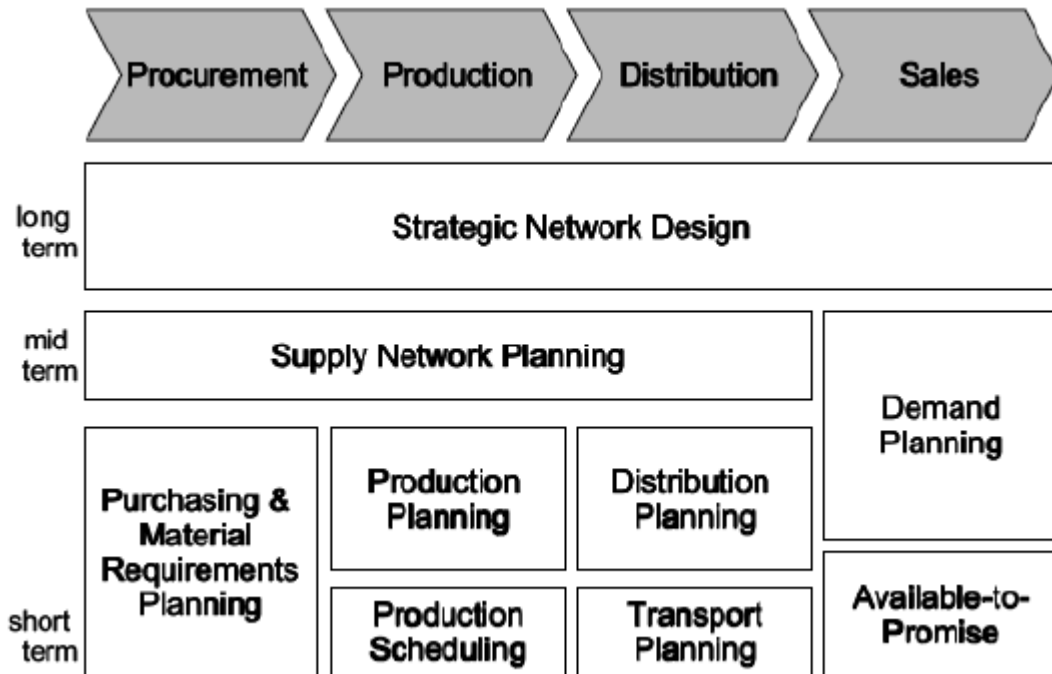 Procurement
Production
Distribution
Sales
long
term
Strategic Network Design
mid
term
Supply Network Planning
Demand
Planning
Purchasing &
Material
Requirements
Planning
Production
Planning
Distribution
Planning
short
term
Production
Scheduling
Transport
Planning
Available-to-
Promise